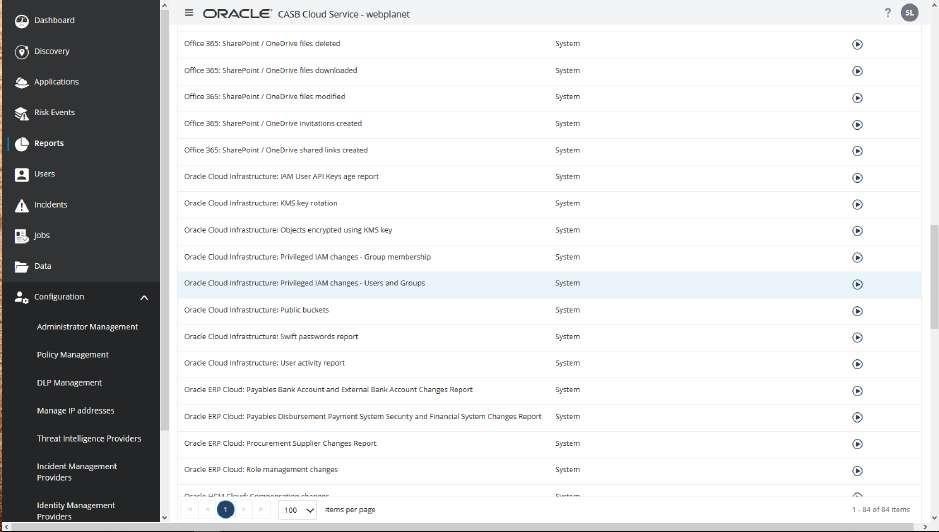 Dashboard
Discovery
Applications
Risk Events
Reports
Users
Incidents
Jobs
Data
Configuration
Administrator Management
Policy Management
DLP Management
Manage IP addresses
Threat Intelligence Providers
Incident Management
Providers
Identity Management
Providers
ORACLE® CASB Cloud Service - webplanet
? SL
Office 365: SharePoint / OneDrive files deleted System
Office 365: SharePoint / OneDrive files downloaded System
Office 365: SharePoint / OneDrive files modified System
Office 365: SharePoint / OneDrive invitations created System
Office 365: SharePoint / OneDrive shared links created System
Oracle Cloud Infrastructure: IAM User API Keys age report System
Oracle Cloud Infrastructure: KMS key rotation System
Oracle Cloud Infrastructure: Objects encrypted using KMS key System
Oracle Cloud Infrastructure: Privileged IAM changes - Group membership System
Oracle Cloud Infrastructure: Privileged IAM changes - Users and Groups System
Oracle Cloud Infrastructure: Public buckets System
Oracle Cloud Infrastructure: Swift passwords report System
Oracle Cloud Infrastructure: User activity report System
Oracle ERP Cloud: Payables Bank Account and External Bank Account Changes Report System
Oracle ERP Cloud: Payables Disbursement Payment System Security and Financial System Changes Report System
Oracle ERP Cloud: Procurement Supplier Changes Report System
Oracle ERP Cloud: Role management changes System
Oracle HCM Cloud: Compensation changes System
1 100 items per page 1 - 84 of 84 items